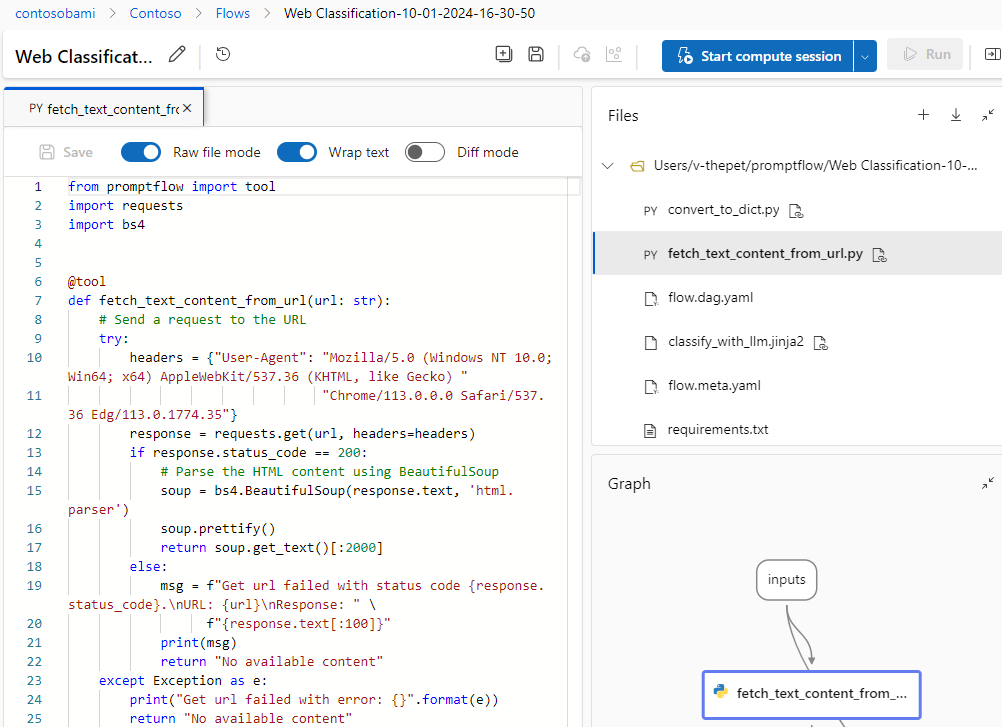 contosobami > Contoso > Flows > Web Classification-10-01-2024-16-30-50
Web Classificat...
Start compute session
Run
PY fetch_text_content_frc
Save
Raw file mode
Wrap text
Diff mode
1 from promptflow import tool
2 import requests
3 import bs4
4
5
6 @tool
7 def fetch_text_content_from_url(url: str):
8 # Send a request to the URL
9 try:
10 headers = {"User-Agent": "Mozilla/5.0 (Windows NT 10.0;
Win64; x64) AppleWebKit/537.36 (KHTML, like Gecko) "
11 "Chrome/113.0.0.0 Safari/537.
36 Edg/113.0.1774.35"}
12 response = requests.get(url, headers=headers)
13 if response.status_code == 200:
14 # Parse the HTML content using BeautifulSoup
15 soup = bs4.BeautifulSoup(response.text, 'html.
parser')
16 soup.prettify()
17 return soup.get_text()[:2000]
18 else:
19 msg = f"Get url failed with status code {response.
status_code}.\nURL: {url}\nResponse: " \
20 f"{response.text[:100]}"
21 print(msg)
22 return "No available content"
23 except Exception as e:
24 print("Get url failed with error: {}".format(e))
25 return "No available content"
Files
Users/v-thepet/promptflow/Web Classification-10-...
PY convert_to_dict.py
PY fetch_text_content_from_url.py
flow.dag.yaml
classify_with_llm.jinja2
flow.meta.yaml
requirements.txt
Graph
inputs
fetch_text_content_from_...